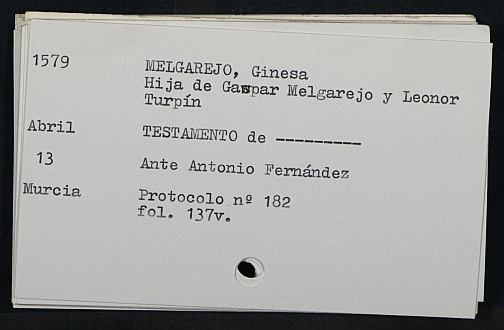 1579 MELGAREJO, Ginesa
Hija de Gaspar Melgarejo y Leonor
Turpín
Abril TESTAMENTO de ---------
13 Ante Antonio Fernández
Murcia Protocolo nº 182
fol. 137v.